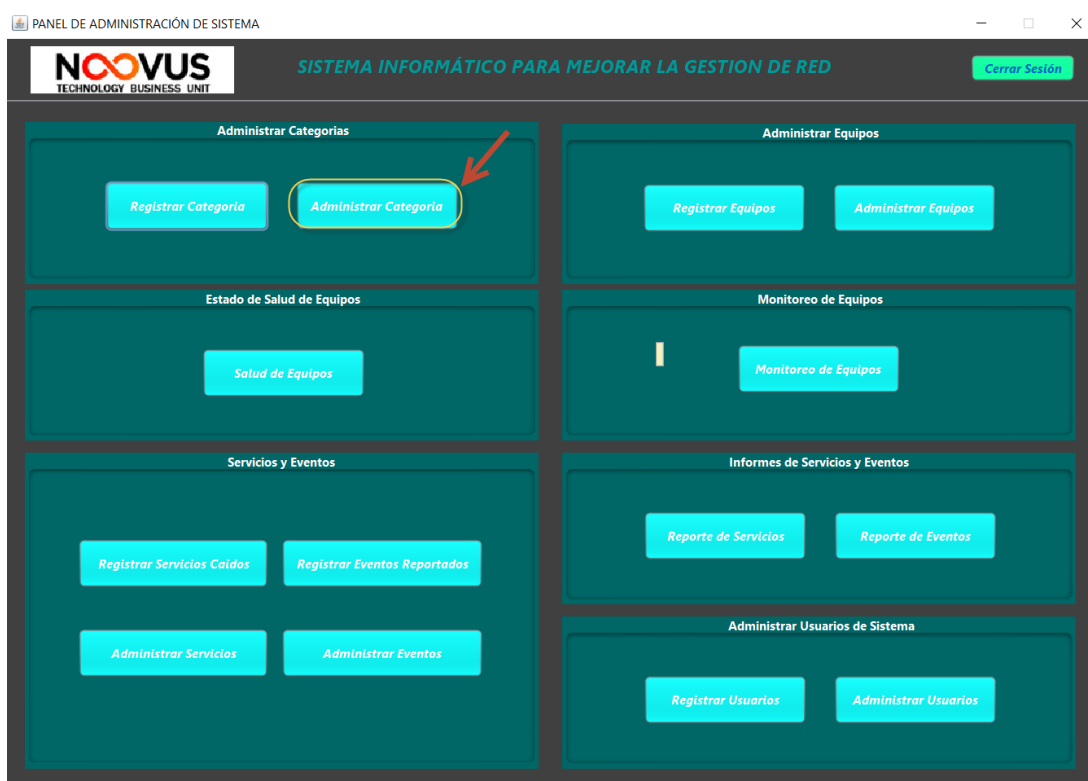 PANEL DE ADMINISTRACIÓN DE SISTEMA
NOOVUS
TECHNOLOGY BUSINESS UNIT
SISTEMA INFORMÁTICO PARA MEJORAR LA GESTION DE RED
Cerrar Sesión
Administrar Categorias
Registrar Categoria
Administrar Categoria
Administrar Equipos
Registrar Equipos
Administrar Equipos
Estado de Salud de Equipos
Salud de Equipos
Monitoreo de Equipos
Monitoreo de Equipos
Servicios y Eventos
Registrar Servicios Caidos
Registrar Eventos Reportados
Administrar Servicios
Administrar Eventos
Informes de Servicios y Eventos
Reporte de Servicios
Reporte de Eventos
Administrar Usuarios de Sistema
Registrar Usuarios
Administrar Usuarios